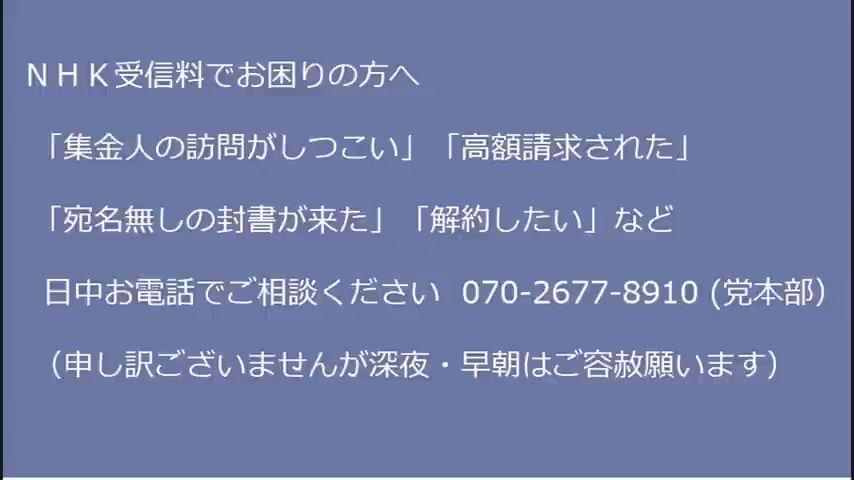 ＮＨＫ受信料でお困りの方へ
「集金人の訪問がしつこい」「高額請求された」
「宛名無しの封書が来た」「解約したい」など
日中お電話でご相談ください 070-2677-8910 (党本部）
（申し訳ございませんが深夜・早朝はご容赦願います）